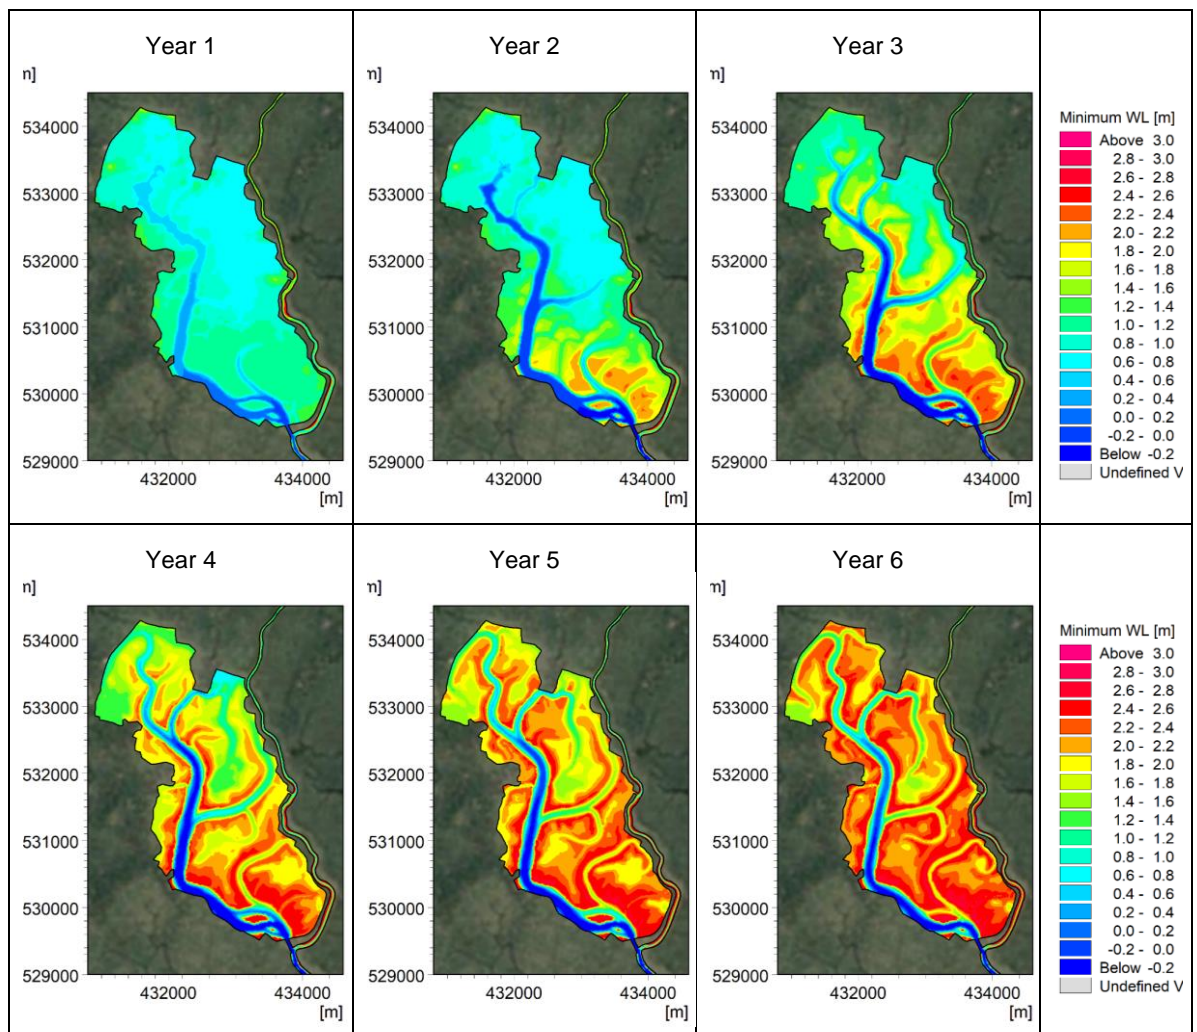 Year 1
Year 2
Year 3
n]
n]
n]
534000
533000
532000
531000
530000
529000
432000
434000
[m]
534000
533000
532000
531000
530000
529000
432000
434000
[m]
534000
533000
532000
531000
530000
529000
432000
434000
[m]
Minimum WL [m]
Above 3.0
2.8 - 3.0
2.6 - 2.8
2.4 - 2.6
2.2 - 2.4
2.0 - 2.2
1.8 - 2.0
1.6 - 1.8
1.4 - 1.6
1.2 - 1.4
1.0 - 1.2
0.8 - 1.0
0.6 - 0.8
0.4 - 0.6
0.2 - 0.4
0.0 - 0.2
-0.2 - 0.0
Below -0.2
Undefined V
Year 4
Year 5
Year 6
n]
n]
n]
534000
533000
532000
531000
530000
529000
432000
434000
[m]
534000
533000
532000
531000
530000
529000
432000
434000
[m]
534000
533000
532000
531000
530000
529000
432000
434000
[m]
Minimum WL [m]
Above 3.0
2.8 - 3.0
2.6 - 2.8
2.4 - 2.6
2.2 - 2.4
2.0 - 2.2
1.8 - 2.0
1.6 - 1.8
1.4 - 1.6
1.2 - 1.4
1.0 - 1.2
0.8 - 1.0
0.6 - 0.8
0.4 - 0.6
0.2 - 0.4
0.0 - 0.2
-0.2 - 0.0
Below -0.2
Undefined V